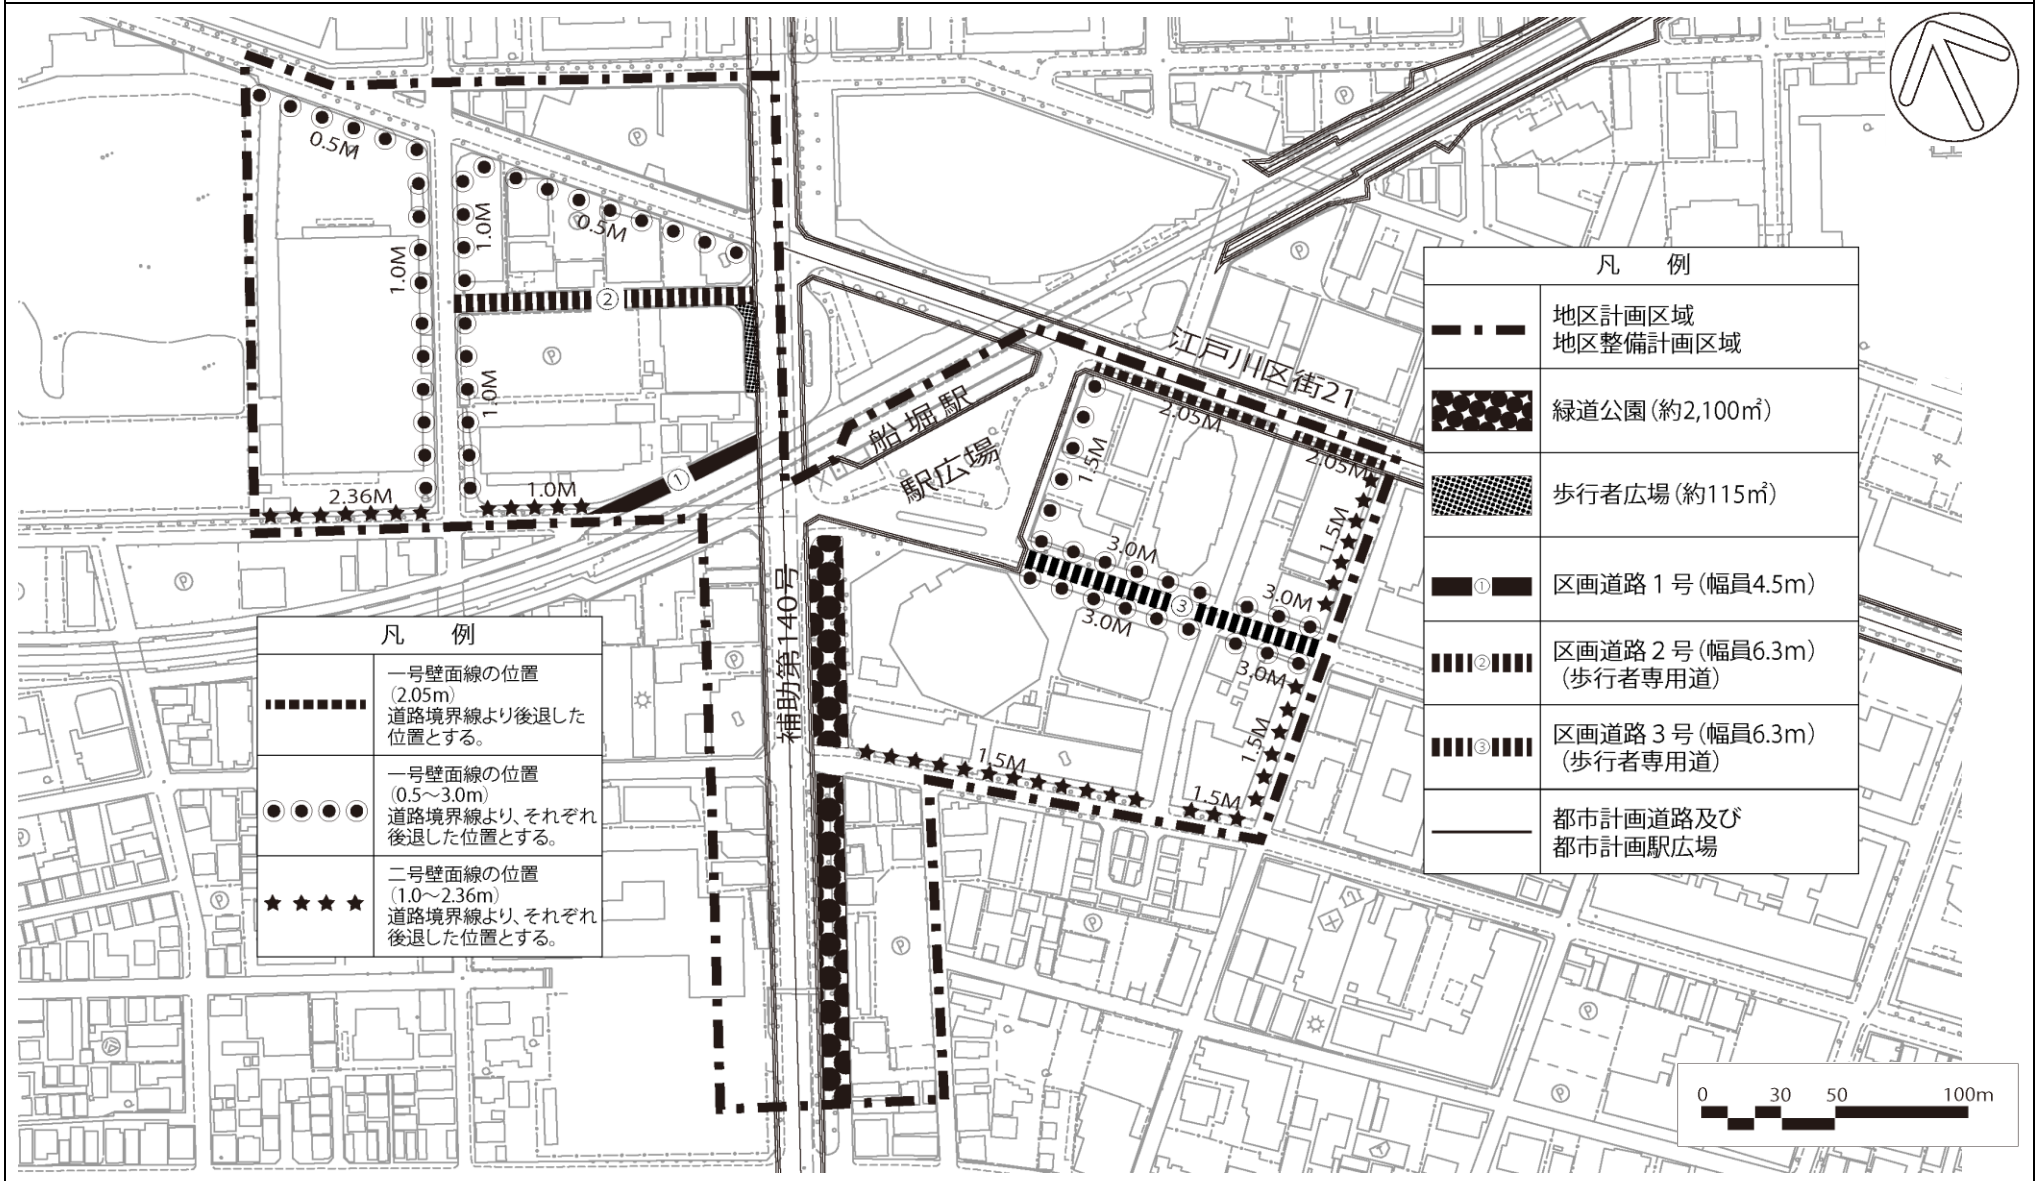 0.5M
1.0M
0.5M
1.0M
②
1.0M
①
2.36M
1.0M
江戸川区街21
船堀駅
駅広場
2.05M
2.05M
1.5M
1.5M
3.0M
3.0M
③
3.0M
3.0M
補助第140号
1.5M
1.5M
1.5M
凡 例
一号壁面線の位置
(2.05m)
道路境界線より後退した
位置とする。
一号壁面線の位置
(0.5~3.0m)
道路境界線より、それぞれ
後退した位置とする。
二号壁面線の位置
(1.0~2.36m)
道路境界線より、それぞれ
後退した位置とする。
凡 例
地区計画区域
地区整備計画区域
緑道公園(約2,100㎡)
歩行者広場(約115㎡)
①
区画道路1号(幅員4.5m)
②
区画道路2号(幅員6.3m)
(歩行者専用道)
③
区画道路3号(幅員6.3m)
(歩行者専用道)
都市計画道路及び
都市計画駅広場
0 30 50 100m
Ⓟ
Ⓟ
Ⓟ
Ⓟ
Ⓟ
Ⓟ
Ⓟ
Ⓟ
Ⓟ
Ⓟ
Ⓟ